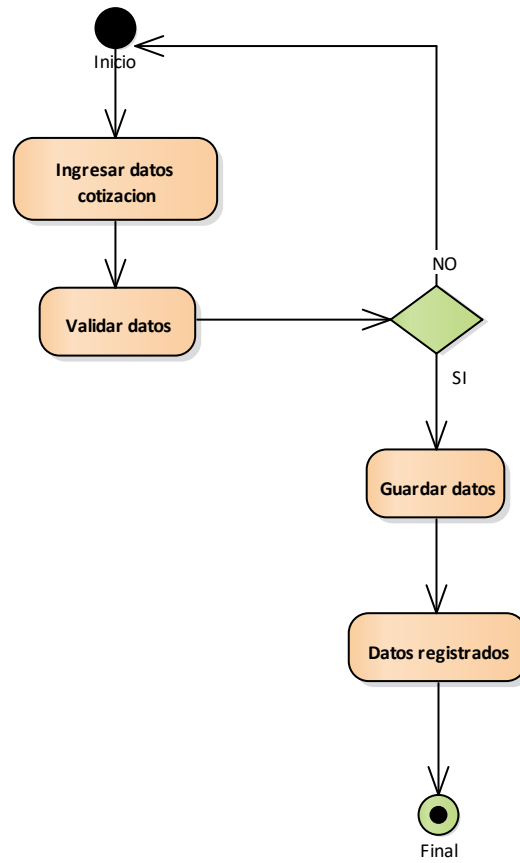 Inicio
Ingresar datos
cotizacion
Validar datos
NO
SI
Guardar datos
Datos registrados
Final